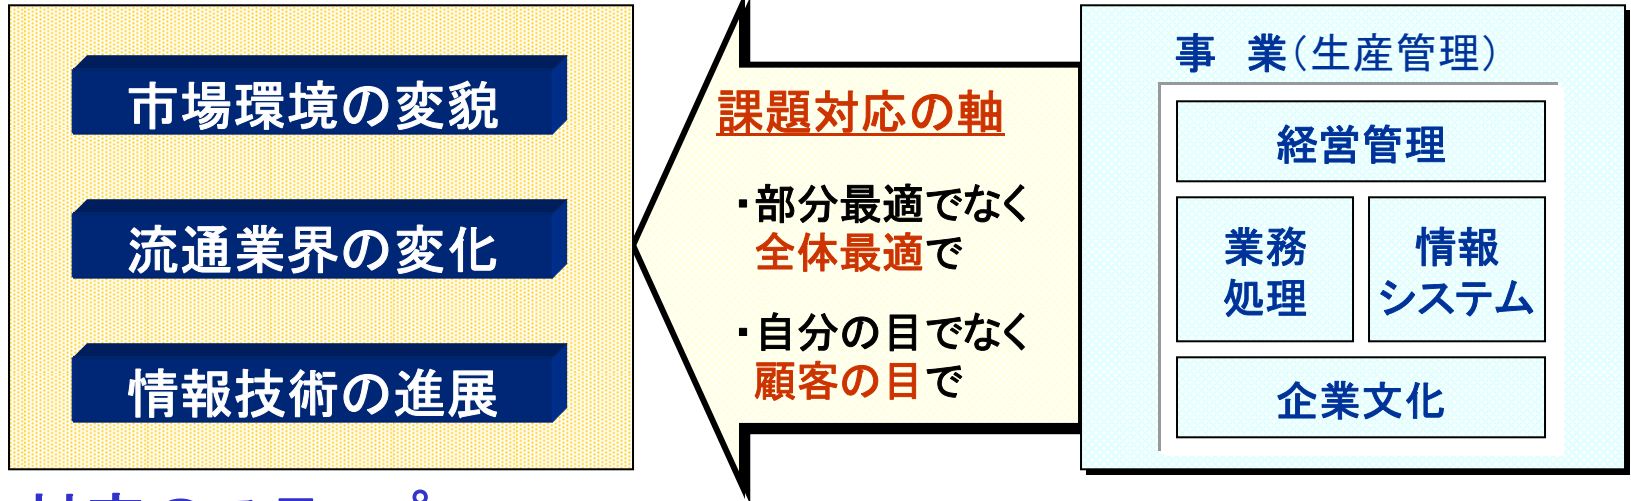 市場環境の変貌
流通業界の変化
情報技術の進展
課題対応の軸
・部分最適でなく
全体最適で
・自分の目でなく
顧客の目で
事　業（生産管理）
経営管理
業務
処理
情報
システム
企業文化